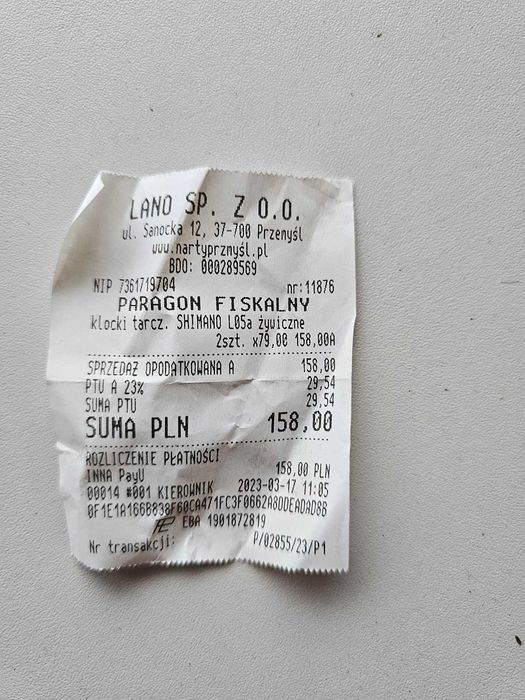 LANO SP. Z O.O.
ul. Sanocka 12, 37-700 Przemyśl
www.nartyprzmyśl.pl
BDO: 000289569
NIP 7361719704 nr:11876
PARAGON FISKALNY
klocki tarcz. SHIMANO L05a żywiczne
2szt. x79,00 158,00A
SPRZEDAŻ OPODATKOWANA A 158,00
PTU A 23% 29,54
SUMA PTU 29,54
SUMA PLN 158,00
ROZLICZENIE PŁATNOŚCI
INNA PayU 158,00 PLN
00014 #001 KIEROWNIK 2023-03-17 11:05
0F1E1A166B838F60CA471FC3F0662A8DDEADAD8B
EBA 1901872819
Nr transakcji: P/02855/23/P1